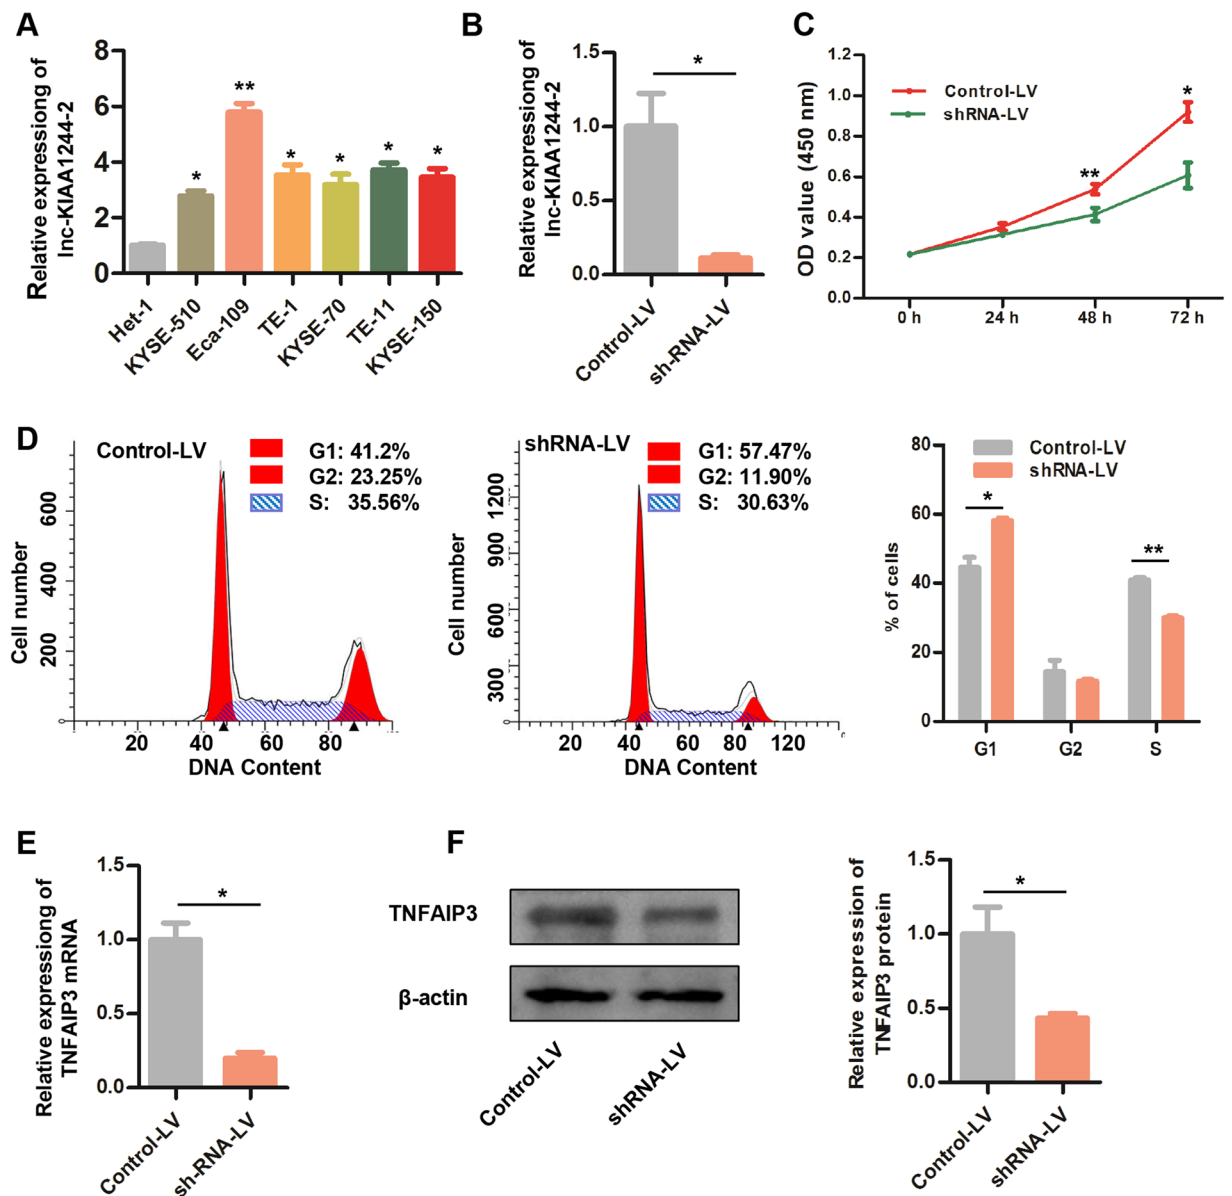 A
Relative expressiong of
lnc-KIAA1244-2
8
6
4
2
0
*
**
*
*
*
*
Het-1
KYSE-510
Eca-109
TE-1
KYSE-70
TE-11
KYSE-150
B
Relative expressiong of
lnc-KIAA1244-2
1.5
1.0
0.5
0.0
*
Control-LV
sh-RNA-LV
C
OD value (450 nm)
1.2
1.0
0.8
0.6
0.4
0.2
0.0
Control-LV
shRNA-LV
**
*
0 h
24 h
48 h
72 h
D
Control-LV
G1: 41.2%
G2: 23.25%
S: 35.56%
Cell number
600
400
200
0
20
40
60
80
DNA Content
shRNA-LV
G1: 57.47%
G2: 11.90%
S: 30.63%
Cell number
1200
900
600
300
0
20
40
60
80
120
DNA Content
% of cells
80
60
40
20
0
Control-LV
shRNA-LV
*
**
G1
G2
S
E
Relative expressiong of
TNFAIP3 mRNA
1.5
1.0
0.5
0.0
*
Control-LV
sh-RNA-LV
F
TNFAIP3
β-actin
Control-LV
shRNA-LV
Relative expression of
TNFAIP3 protein
1.5
1.0
0.5
0.0
*
Control-LV
shRNA-LV